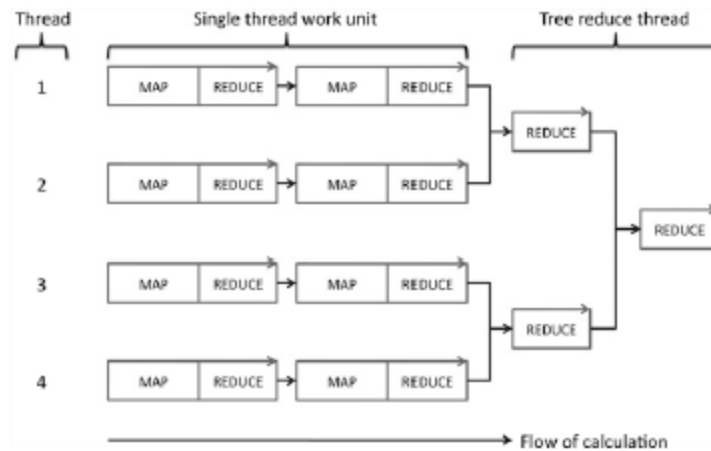 Thread Single thread work unit Tree reduce thread
1 MAP REDUCE MAP REDUCE
REDUCE
2 MAP REDUCE MAP REDUCE
REDUCE
3 MAP REDUCE MAP REDUCE
REDUCE
4 MAP REDUCE MAP REDUCE
Flow of calculation